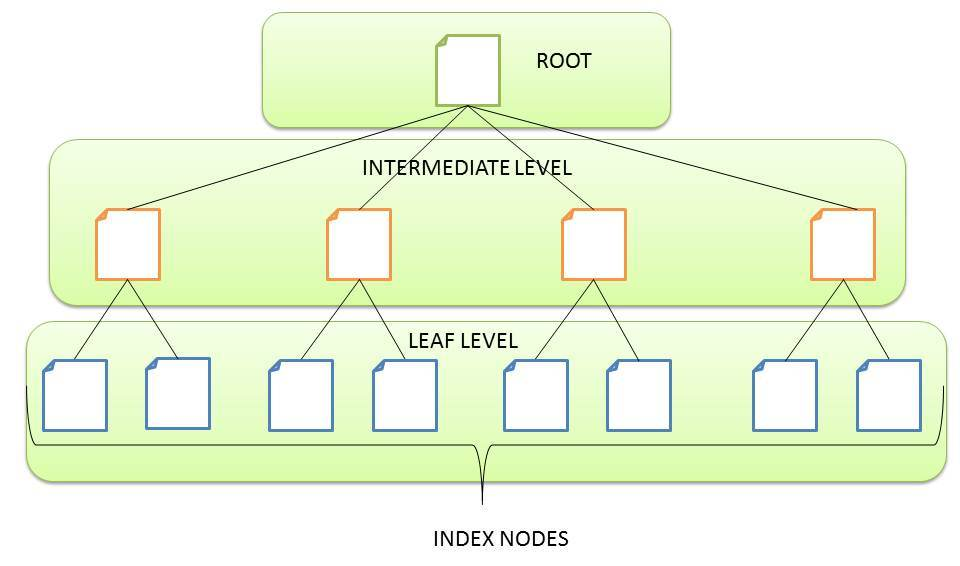 ROOT
INTERMEDIATE LEVEL
LEAF LEVEL
INDEX NODES